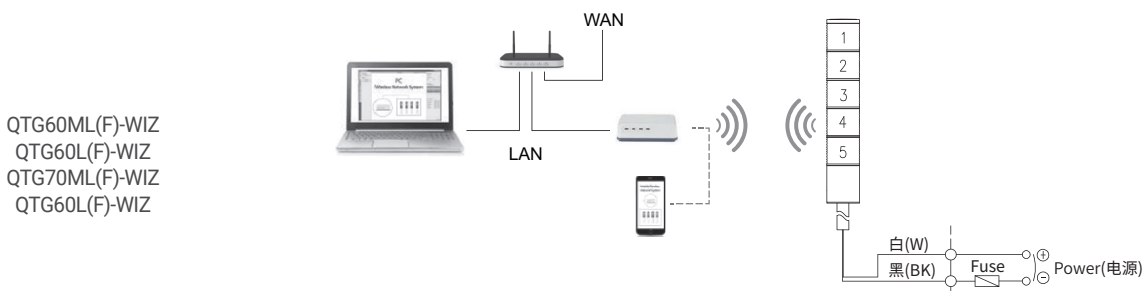 QTG60ML(F)-WIZ
QTG60L(F)-WIZ
QTG70ML(F)-WIZ
QTG60L(F)-WIZ
WAN
PC
LAN
1
2
3
4
5
白(W)
黑(BK)
Fuse
Power(电源)